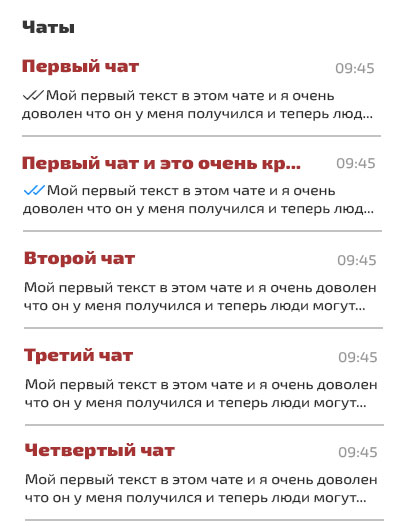 Чаты
Первый чат 09:45
Мой первый текст в этом чате и я очень
доволен что он у меня получился и теперь люд...
Первый чат и это очень кр... 09:45
Мой первый текст в этом чате и я очень
доволен что он у меня получился и теперь люд...
Второй чат 09:45
Мой первый текст в этом чате и я очень доволен
что он у меня получился и теперь люди могут...
Третий чат 09:45
Мой первый текст в этом чате и я очень доволен
что он у меня получился и теперь люди могут...
Четвертый чат 09:45
Мой первый текст в этом чате и я очень доволен
что он у меня получился и теперь люди могут...